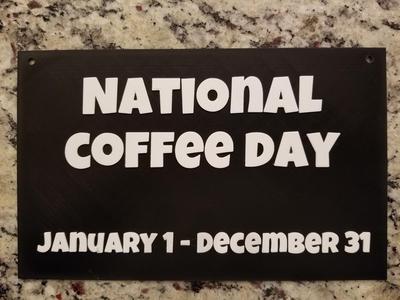 NATIONAL
COFFEE DAY
JANUARY 1 - DECEMBER 31